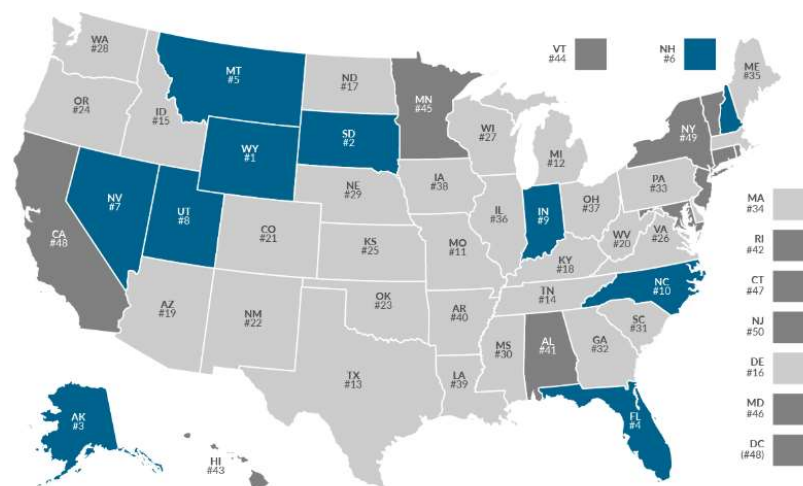 WA
#28
OR
#24
CA
#48
ID
#15
NV
#7
MT
#5
WY
#1
UT
#8
AZ
#19
CO
#21
NM
#22
ND
#17
SD
#2
NE
#29
KS
#25
OK
#23
TX
#13
MN
#45
IA
#38
MO
#11
AR
#40
LA
#39
WI
#27
IL
#36
MI
#12
IN
#9
OH
#37
KY
#18
TN
#14
MS
#30
AL
#41
GA
#32
FL
#4
SC
#31
NC
#10
VA
#26
WV
#20
PA
#33
NY
#49
ME
#35
VT
#44
NH
#6
MA
#34
RI
#42
CT
#47
NJ
#50
DE
#16
MD
#46
DC
(#48)
AK
#3
HI
#43